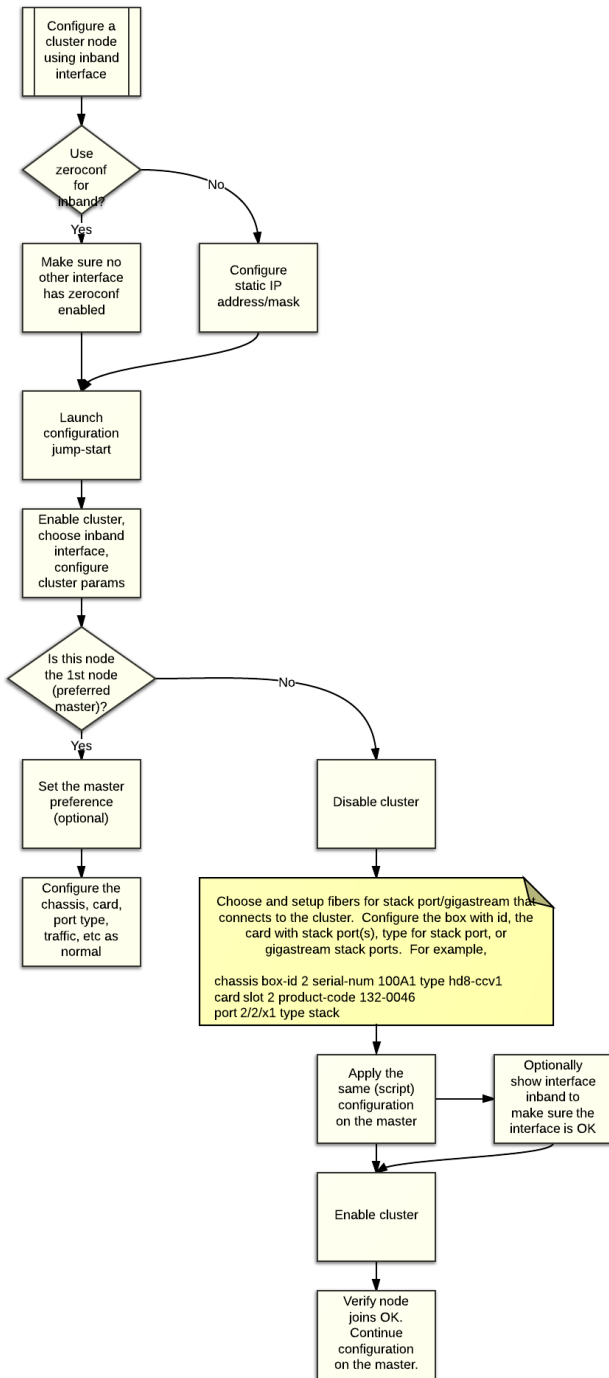 Configure a
cluster node
using inband
interface
Use
zeroconf
for
inband?
No
Yes
Make sure no
other interface
has zeroconf
enabled
Configure
static IP
address/mask
Launch
configuration
jump-start
Enable cluster,
choose inband
interface,
configure
cluster params
Is this node
the 1st node
(preferred
master)?
No
Yes
Set the master
preference
(optional)
Disable cluster
Configure the
chassis, card,
port type,
traffic, etc as
normal
Choose and setup fibers for stack port/gigastream that
connects to the cluster.  Configure the box with id, the
card with stack port(s), type for stack port, or
gigastream stack ports.  For example,
chassis box-id 2 serial-num 100A1 type hd8-ccv1
card slot 2 product-code 132-0046
port 2/2/x1 type stack
Apply the
same (script)
configuration
on the master
Optionally
show interface
inband to
make sure the
interface is OK
Enable cluster
Verify node
joins OK.
Continue
configuration
on the master.